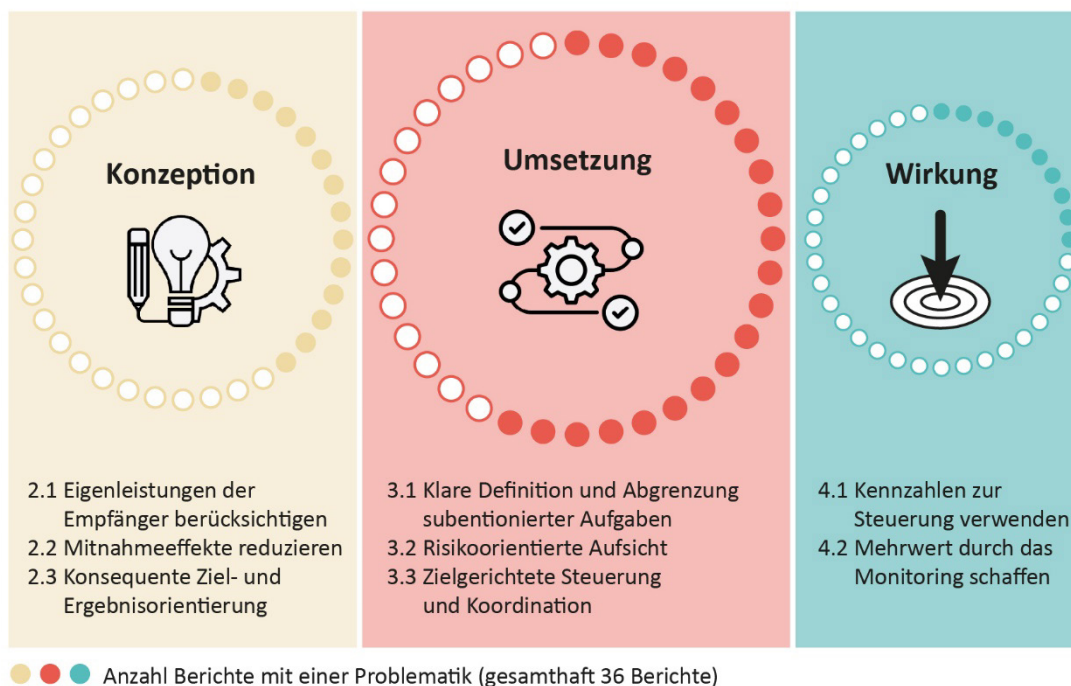 Konzeption
2.1 Eigenleistungen der
Empfänger berücksichtigen
2.2 Mitnahmeeffekte reduzieren
2.3 Konsequente Ziel- und
Ergebnisorientierung
Umsetzung
3.1 Klare Definition und Abgrenzung
subentionierter Aufgaben
3.2 Risikoorientierte Aufsicht
3.3 Zielgerichtete Steuerung
und Koordination
Wirkung
4.1 Kennzahlen zur
Steuerung verwenden
4.2 Mehrwert durch das
Monitoring schaffen
Anzahl Berichte mit einer Problematik (gesamthaft 36 Berichte)